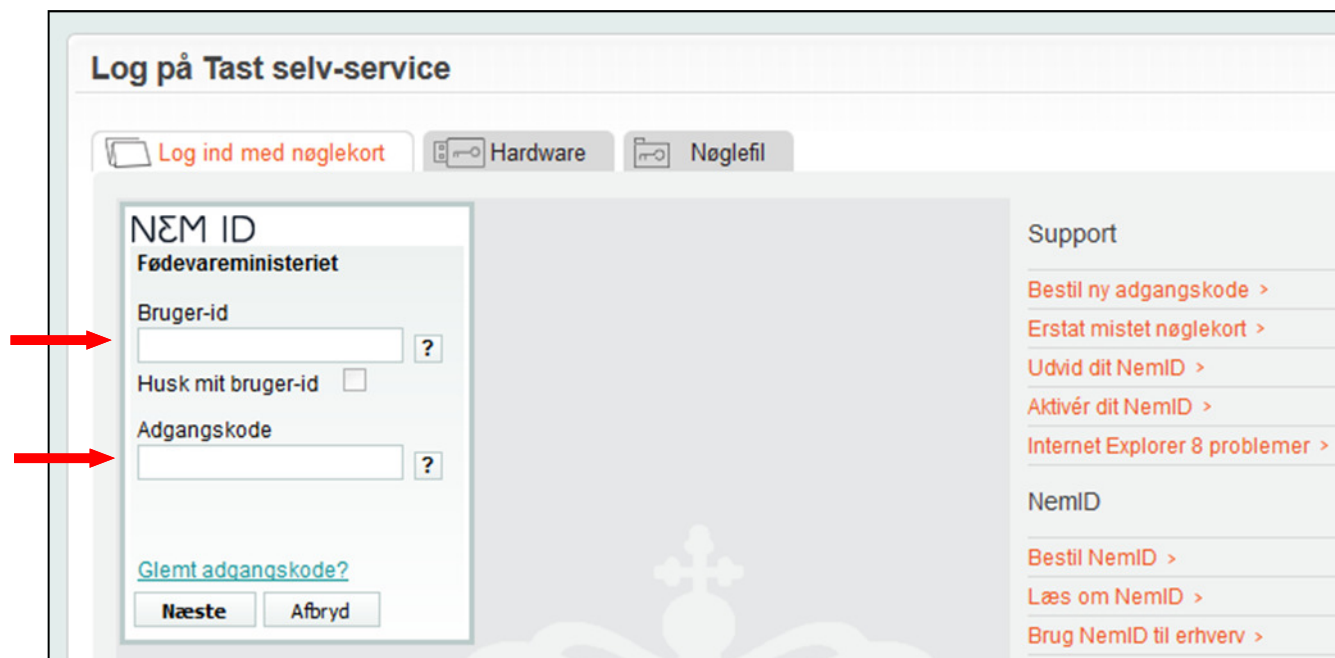 Log på Tast selv-service
Log ind med nøglekort
Hardware
Nøglefil
NEM ID
Fødevareministeriet
Bruger-id
?
Husk mit bruger-id
Adgangskode
?
Glemt adgangskode?
Næste
Afbryd
Support
Bestil ny adgangskode >
Erstat mistet nøglekort >
Udvid dit NemID >
Aktivér dit NemID >
Internet Explorer 8 problemer >
NemID
Bestil NemID >
Læs om NemID >
Brug NemID til erhverv >